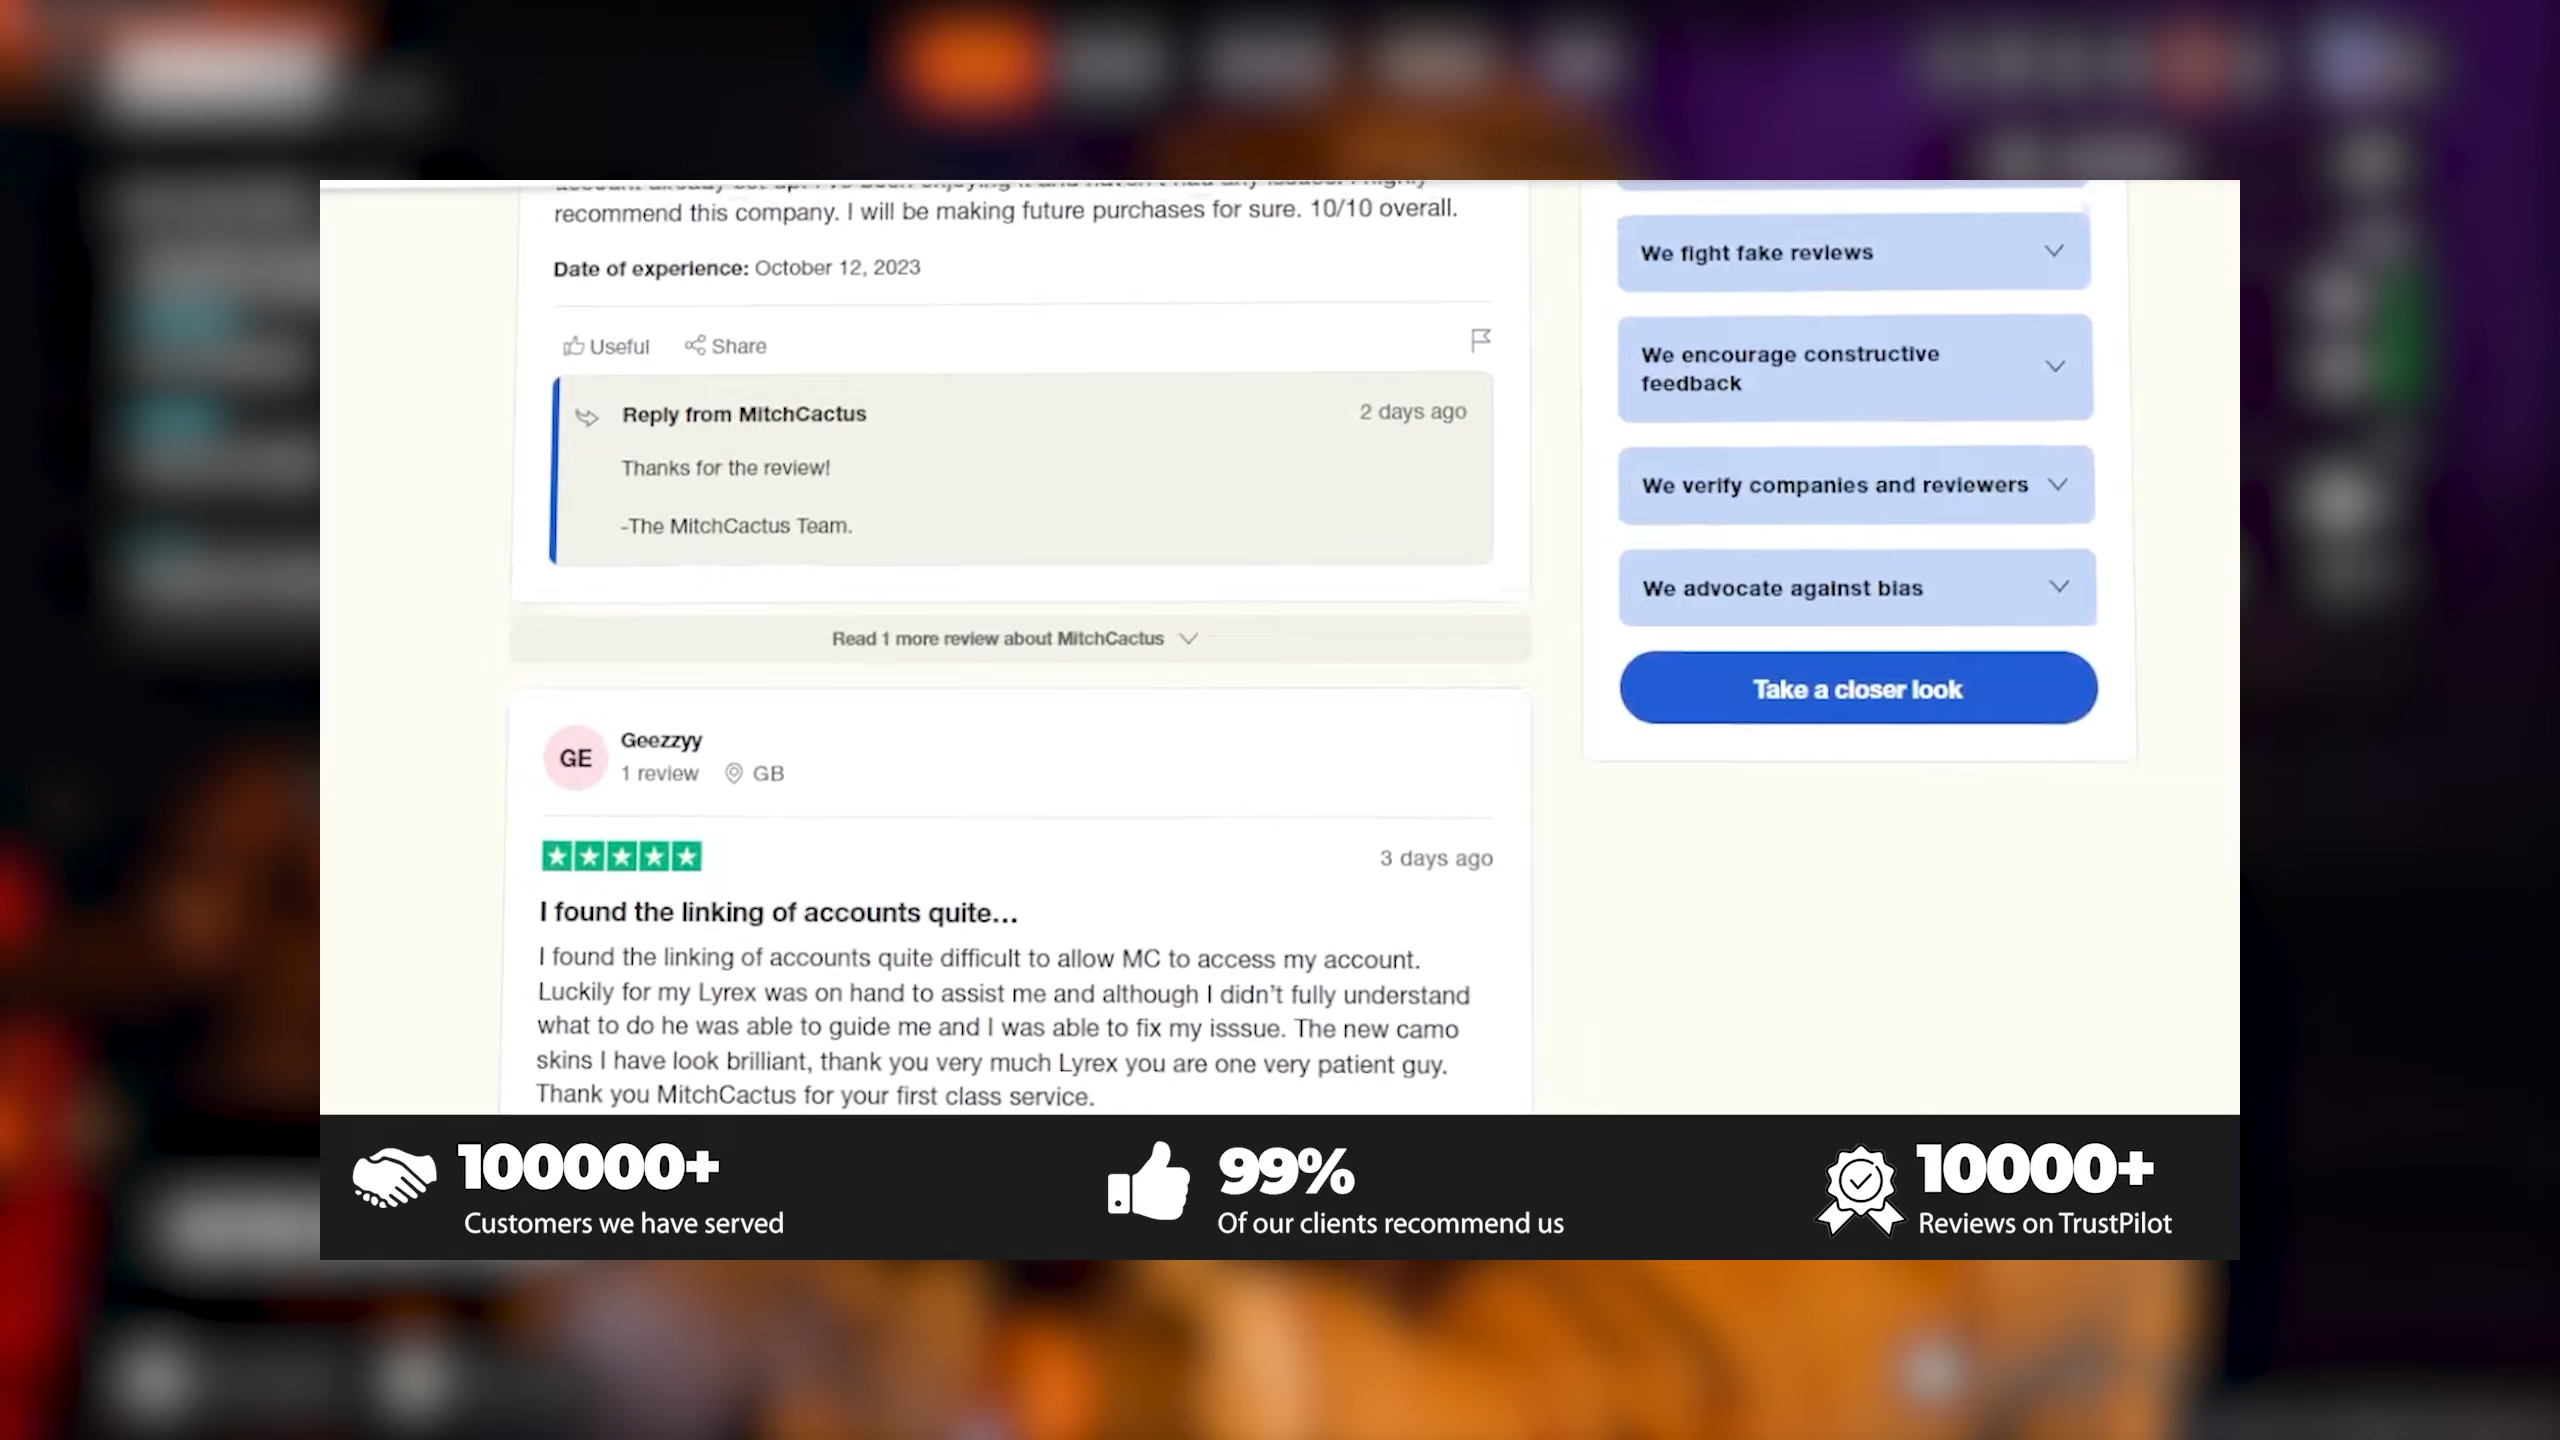 recommend this company. I will be making future purchases for sure. 10/10 overall.
Date of experience: October 12, 2023
Useful Share
Reply from MitchCactus 2 days ago
Thanks for the review!
-The MitchCactus Team.
Read 1 more review about MitchCactus
GE
Geezzyy
1 review GB
3 days ago
I found the linking of accounts quite...
I found the linking of accounts quite difficult to allow MC to access my account.
Luckily for my Lyrex was on hand to assist me and although I didn't fully understand
what to do he was able to guide me and I was able to fix my isssue. The new camo
skins I have look brilliant, thank you very much Lyrex you are one very patient guy.
Thank you MitchCactus for your first class service.
We fight fake reviews
We encourage constructive
feedback
We verify companies and reviewers
We advocate against bias
Take a closer look
100000+
Customers we have served
99%
Of our clients recommend us
10000+
Reviews on TrustPilot